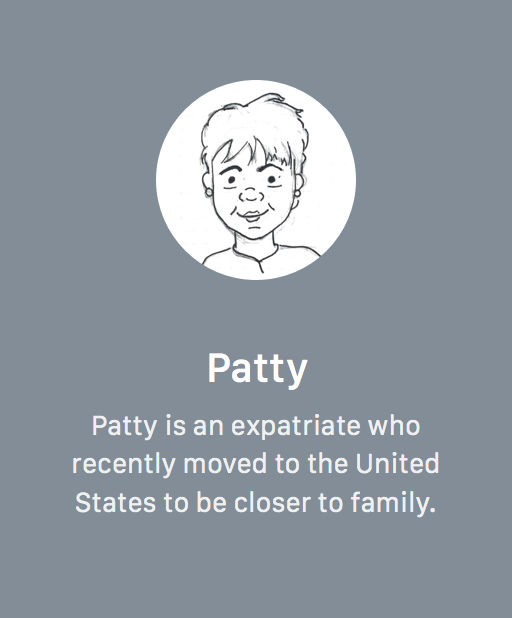 Patty
Patty is an expatriate who
recently moved to the United
States to be closer to family.